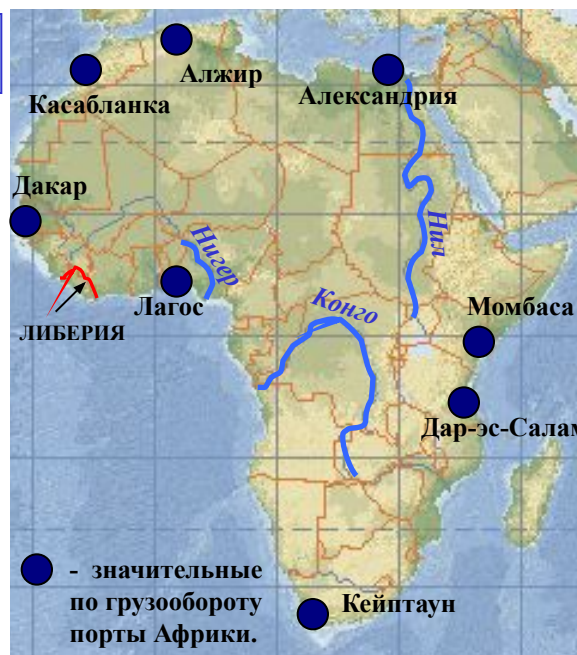 Алжир
Касабланка
Александрия
Дакар
Нигер
Нил
Лагос
ЛИБЕРИЯ
Конго
Момбаса
Дар-эс-Салам
- значительные
по грузообороту
порты Африки.
Кейптаун